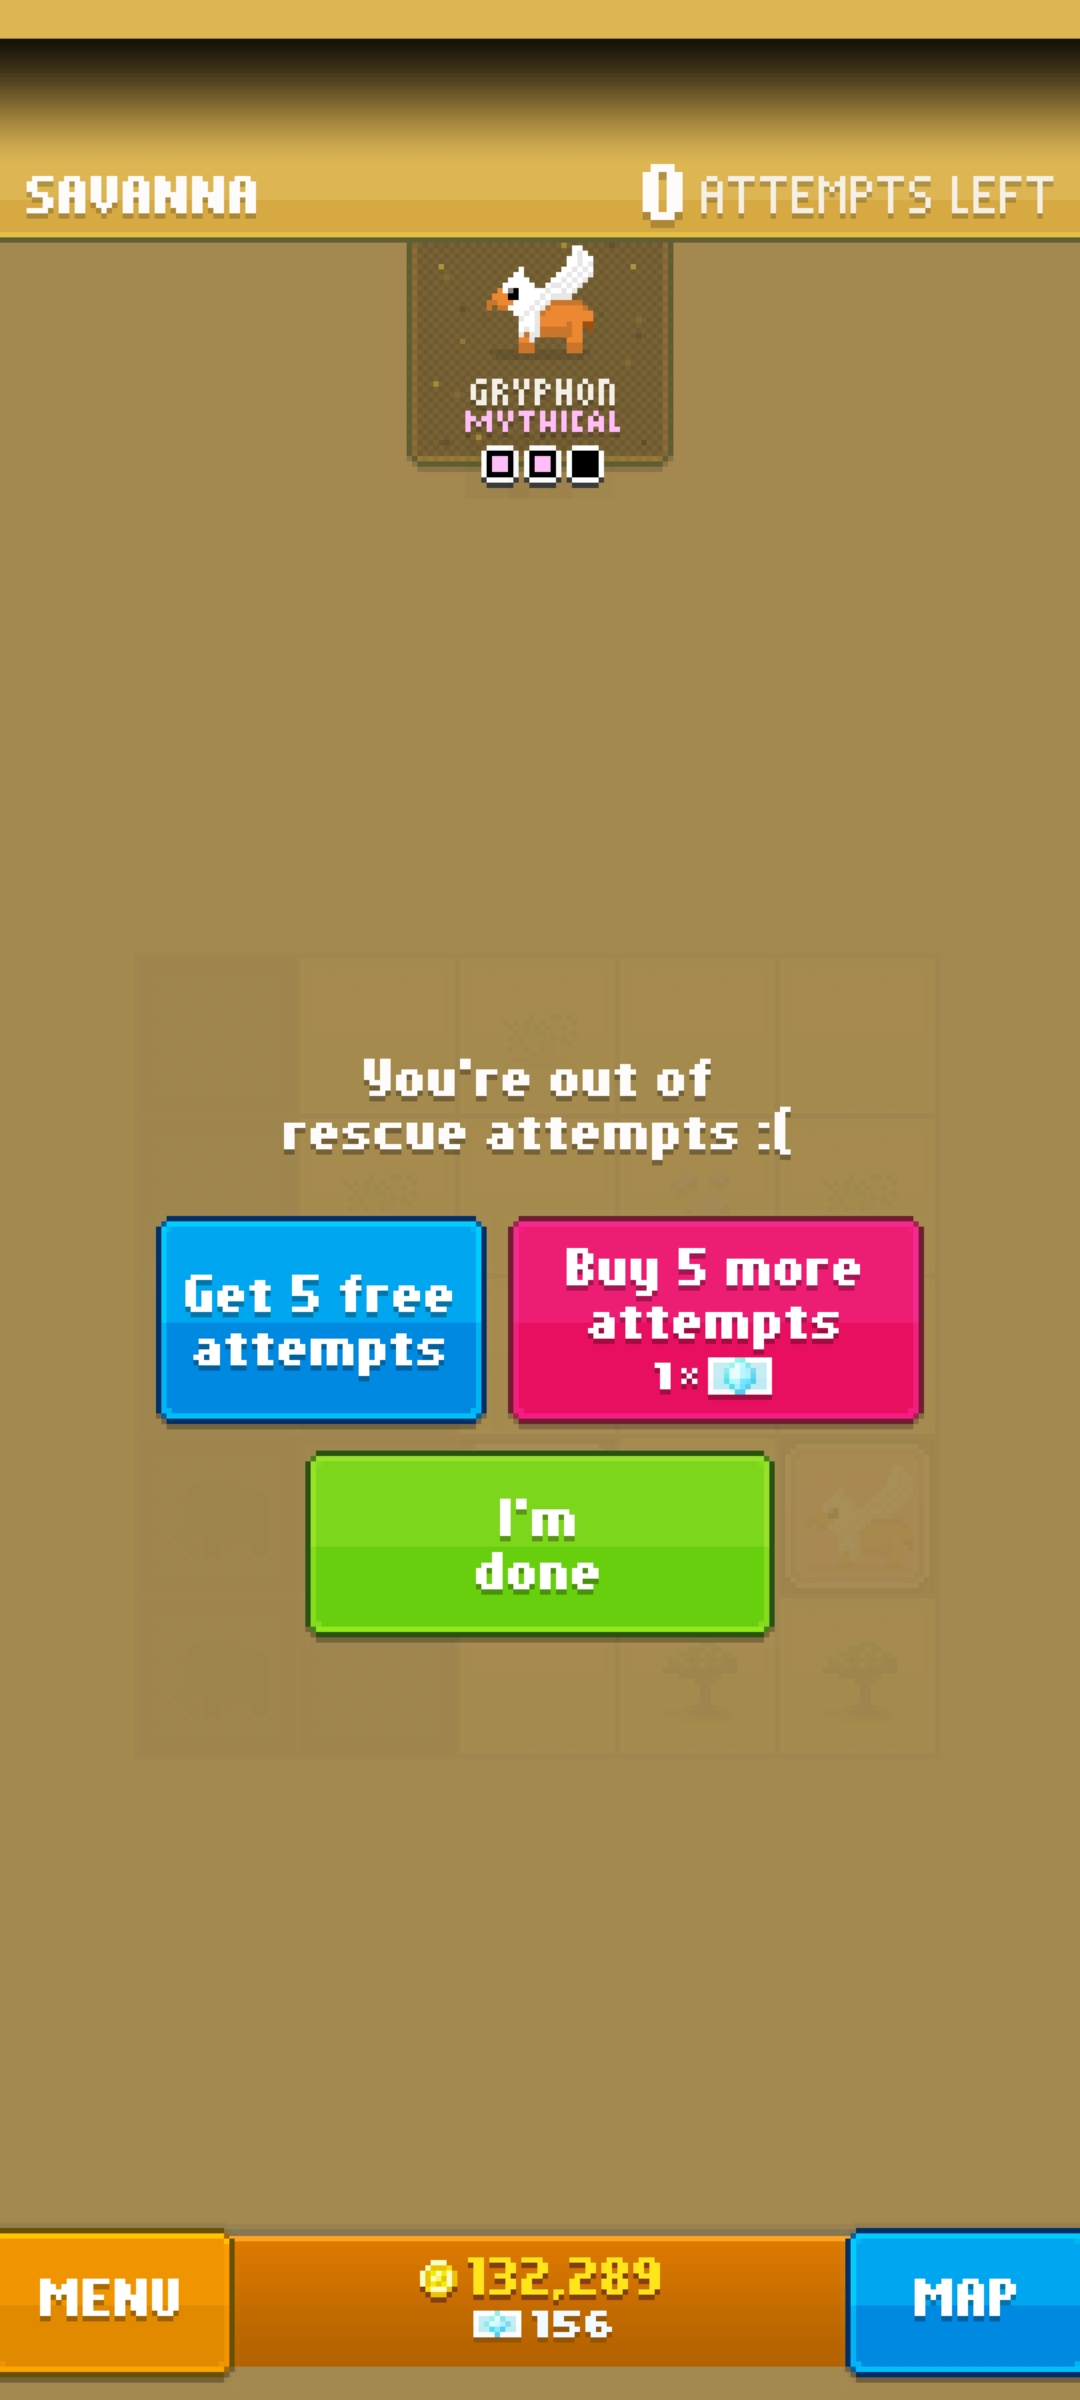 SAVANNA
0 ATTEMPTS LEFT
GRYPHON
MYTHICAL
You're out of
rescue attempts :(
Get 5 free
attempts
Buy 5 more
attempts
1×
I'm
done
MENU
132,289
156
MAP